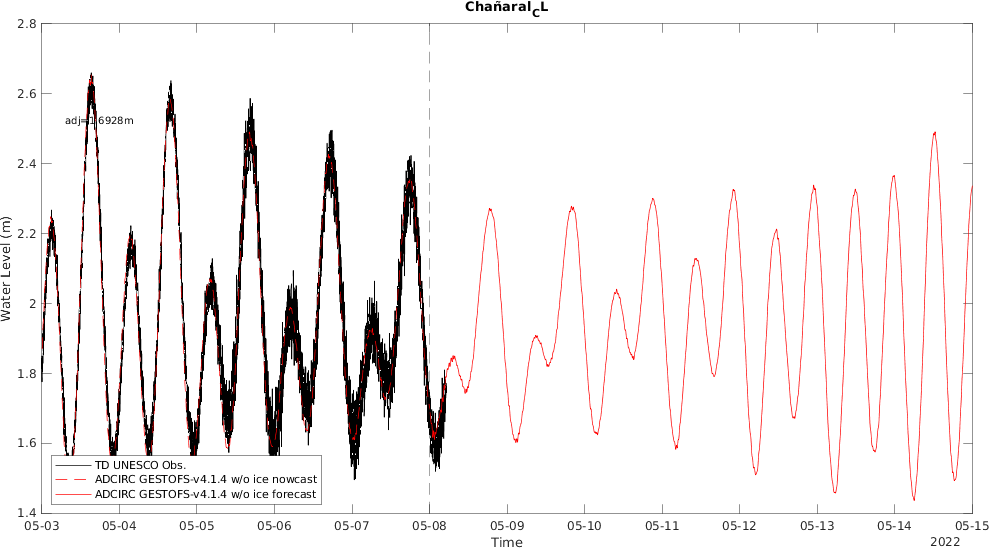 Chañaral_CL
2.8
2.6
2.4
2.2
2
1.8
1.6
1.4
Water Level (m)
adj=1.6928m
TD UNESCO Obs.
ADCIRC GESTOFS-v4.1.4 w/o ice nowcast
ADCIRC GESTOFS-v4.1.4 w/o ice forecast
05-03 05-04 05-05 05-06 05-07 05-08 05-09 05-10 05-11 05-12 05-13 05-14 05-15
Time
2022